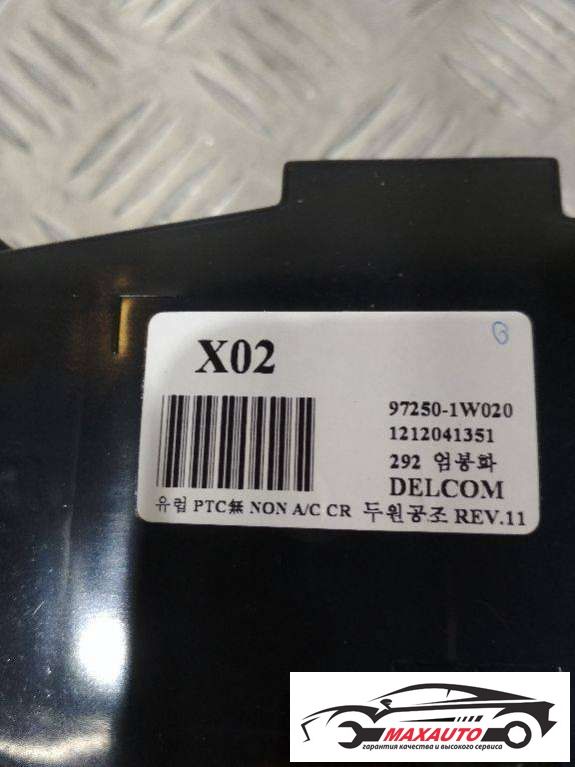 X02
97250-1W020
1212041351
292 엄봉화
DELCOM
유럽 PTC無 NON A/C CR 두원공조 REV.11
MAXAUTO
гарантия качества и высокого сервиса